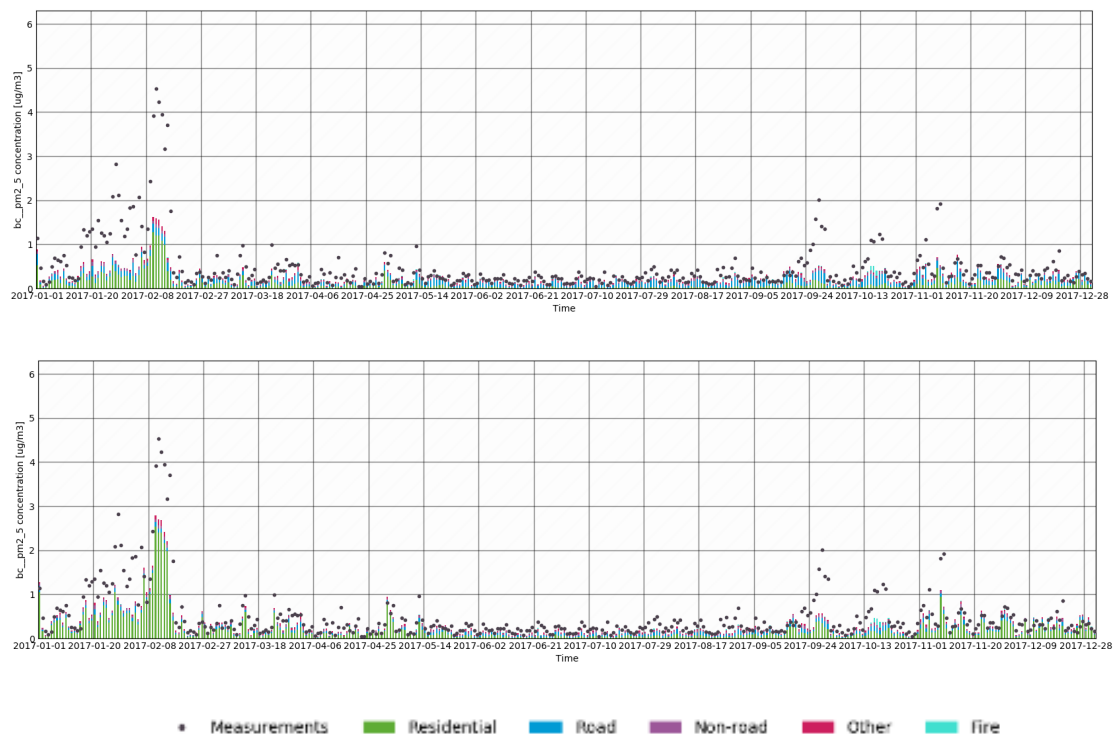 6
5
4
3
2
1
0
bc__pm2_5 concentration [ug/m3]
2017-01-01 2017-01-20 2017-02-08 2017-02-27 2017-03-18 2017-04-06 2017-04-25 2017-05-14 2017-06-02 2017-06-21 2017-07-10 2017-07-29 2017-08-17 2017-09-05 2017-09-24 2017-10-13 2017-11-01 2017-11-20 2017-12-09 2017-12-28
Time
6
5
4
3
2
1
0
bc__pm2_5 concentration [ug/m3]
2017-01-01 2017-01-20 2017-02-08 2017-02-27 2017-03-18 2017-04-06 2017-04-25 2017-05-14 2017-06-02 2017-06-21 2017-07-10 2017-07-29 2017-08-17 2017-09-05 2017-09-24 2017-10-13 2017-11-01 2017-11-20 2017-12-09 2017-12-28
Time
Measurements Residential Road Non-road Other Fire